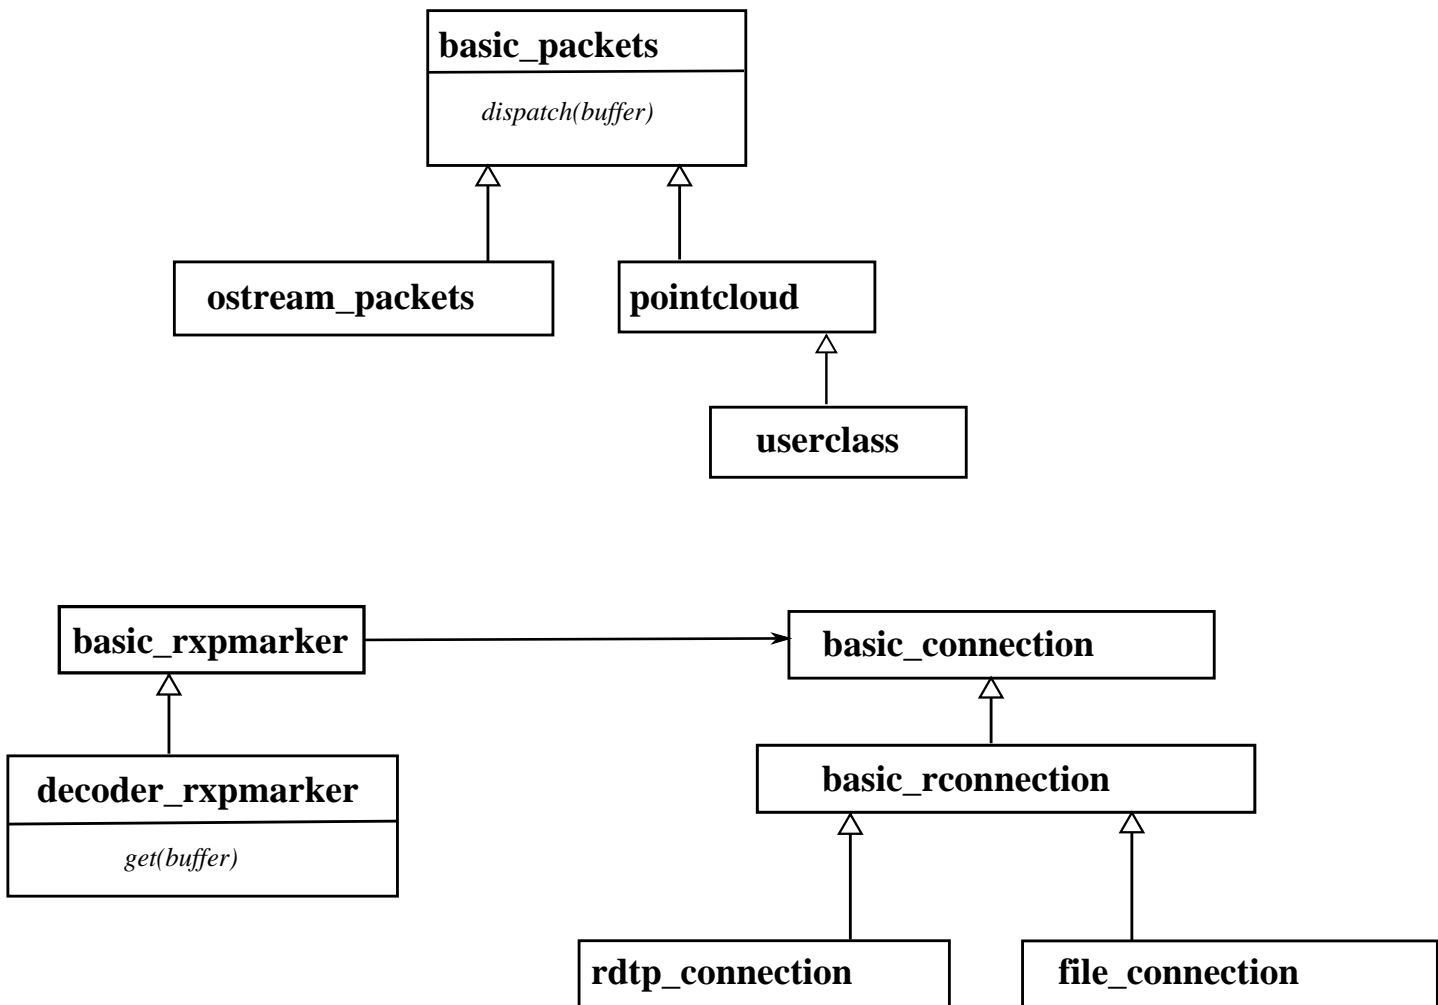 basic_packets
dispatch(buffer)
ostream_packets
pointcloud
userclass
basic_rxpmarker
basic_connection
basic_rconnection
decoder_rxpmarker
get(buffer)
rdtp_connection
file_connection